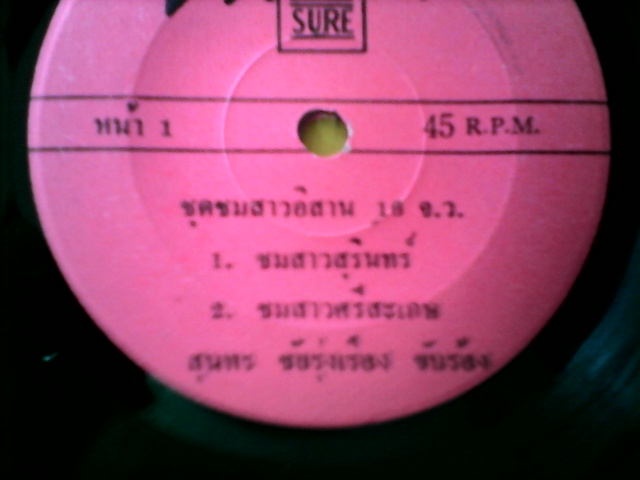 SURE
หน้า 1
45 R.P.M.
ชุดชมสาวอีสาน 16 จ.ว.
1. ชมสาวสุรินทร์
2. ชมสาวศรีสะเกษ
สุนทร ชัยรุ่งเรือง ขับร้อง